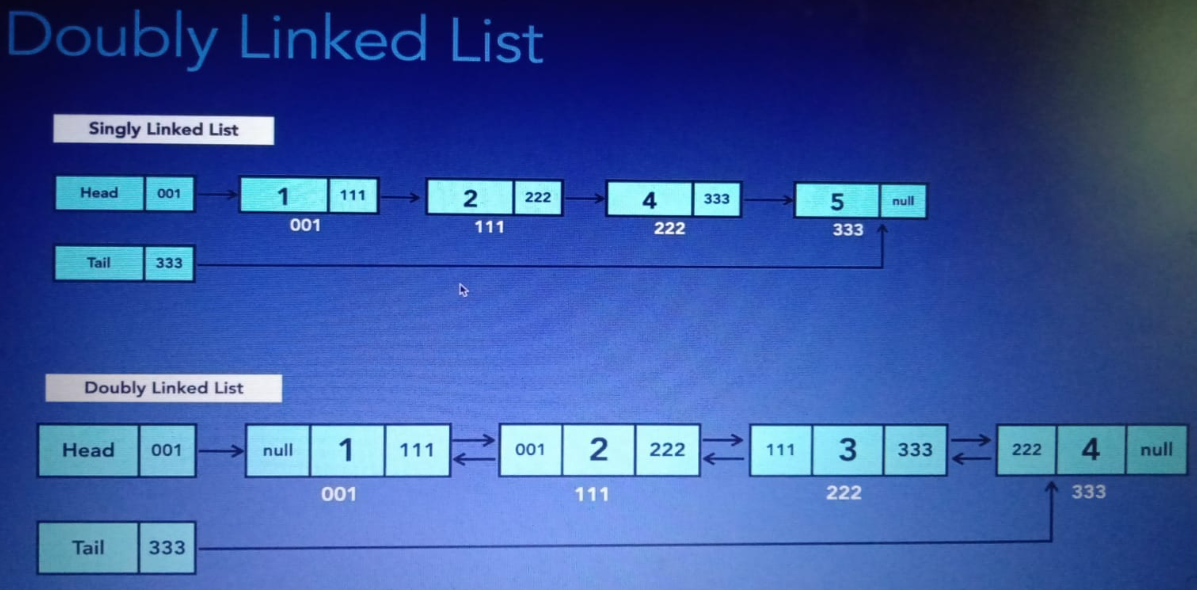 Doubly Linked List
Singly Linked List
Head 001 1 111 2 222 4 333 5 null
001 111 222 333
Tail 333
Doubly Linked List
Head 001 null 1 111 001 2 222 111 3 333 222 4 null
001 111 222 333
Tail 333